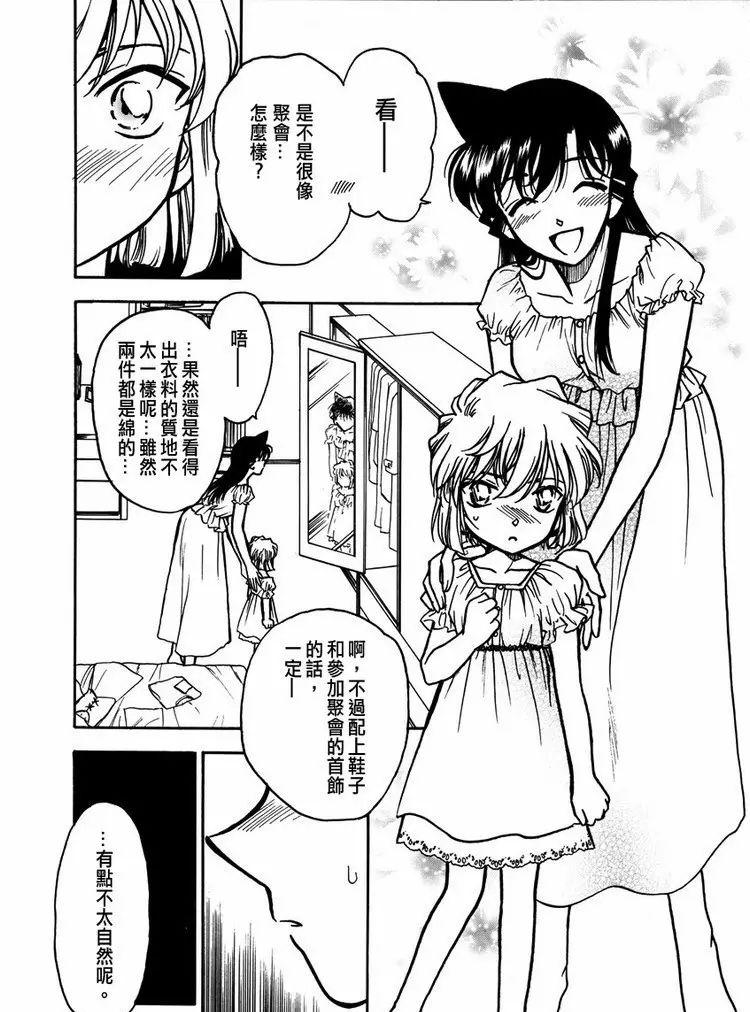 看──
是不是很像
聚會…
怎麼樣？
唔──
…果然還是看得
出衣料的質地不
太一樣呢…雖然
兩件都是綿的…
啊，不過配上鞋子
和參加聚會的首飾
的話，
一定─
…有點不太自然呢。